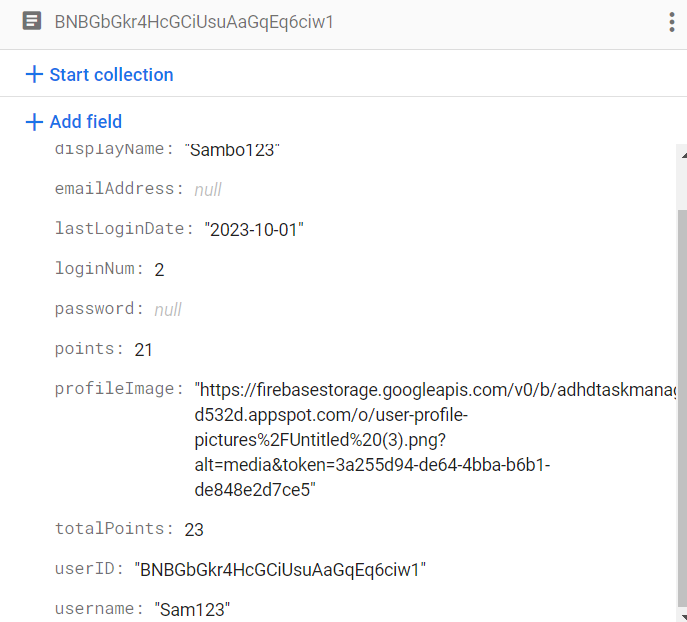 BNBGbGkr4HcGCiUsuAaGqEq6ciw1
Start collection
Add field
displayName: "Sambo123"
emailAddress: null
lastLoginDate: "2023-10-01"
loginNum: 2
password: null
points: 21
profileImage: "https://firebasestorage.googleapis.com/v0/b/adhdtaskmanag
d532d.appspot.com/o/user-profile-
pictures%2FUntitled%20(3).png?
alt=media&token=3a255d94-de64-4bba-b6b1-
de848e2d7ce5"
totalPoints: 23
userID: "BNBGbGkr4HcGCiUsuAaGqEq6ciw1"
username: "Sam123"